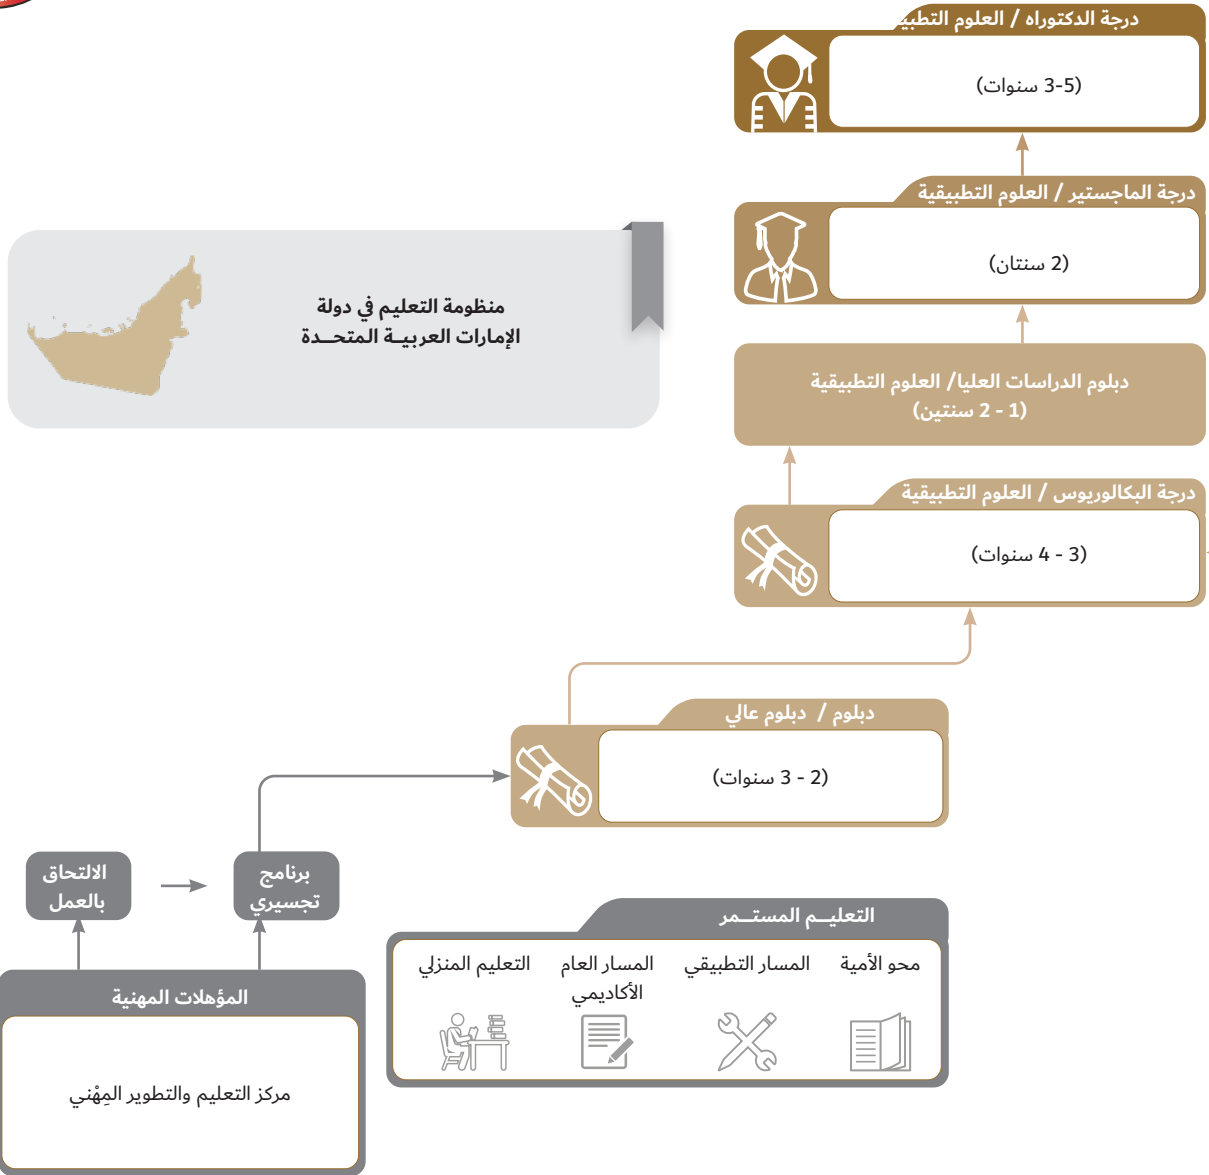 درجة الدكتوراه / العلوم
(3-5 سنوات)
درجة الماجستير / العلوم التطبيقية
(2 سنتان)
منظومة التعليم في دولة
الإمارات العربيــة المتحــدة
دبلوم الدراسات العليا/ العلوم التطبيقية
(1 - 2 سنتين)
درجة البكالوريوس / العلوم التطبيقية
(3 - 4 سنوات)
دبلوم / دبلوم عالي
(2 - 3 سنوات)
برنامج
تجسيري
الالتحاق
بالعمل
التعليــم المستــمر
محو الأمية
المسار التطبيقي
المسار العام
الأكاديمي
التعليم المنزلي
المؤهلات المهنية
مركز التعليم والتطوير المِهْني